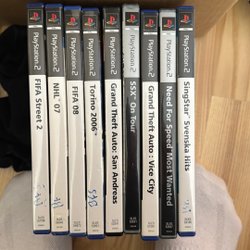 PlayStation 2
FIFA Street 2
PlayStation 2
NHL 07
PlayStation 2
FIFA 08
PlayStation 2
Torino 2006
PlayStation 2
Grand Theft Auto: San Andreas
PlayStation 2
SSX On Tour
PlayStation 2
Grand Theft Auto: Vice City
PlayStation 2
Need For Speed Most Wanted
PlayStation 2
SingStar Svenska Hits